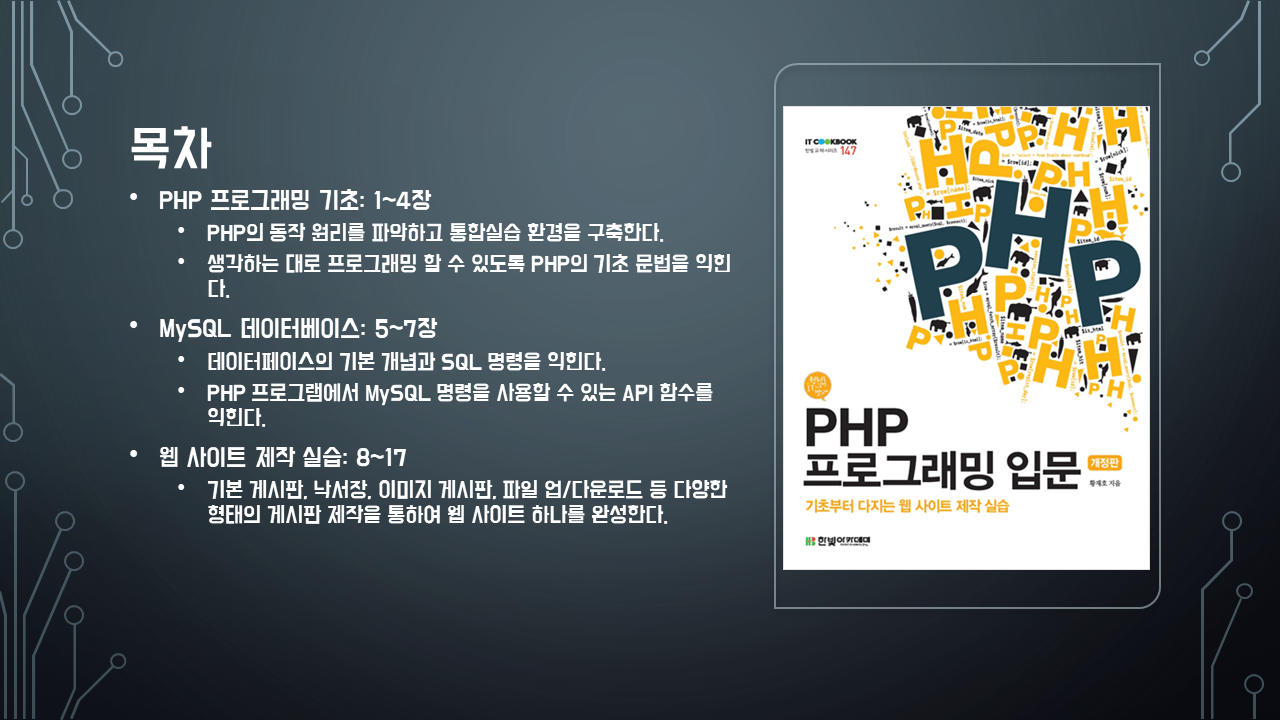 목차
• PHP 프로그래밍 기초: 1~4장
• PHP의 동작 원리를 파악하고 통합실습 환경을 구축한다.
• 생각하는 대로 프로그래밍 할 수 있도록 PHP의 기초 문법을 익힌
다.
• MySQL 데이터베이스: 5~7장
• 데이터페이스의 기본 개념과 SQL 명령을 익힌다.
• PHP 프로그램에서 MySQL 명령을 사용할 수 있는 API 함수를
익힌다.
• 웹 사이트 제작 실습: 8~17
• 기본 게시판, 낙서장, 이미지 게시판, 파일 업/다운로드 등 다양한
형태의 게시판 제작을 통하여 웹 사이트 하나를 완성한다.
IT COOKBOOK
한빛 교재 시리즈 147
PHP
PHP
프로그래밍 입문 개정판
황재호 지음
기초부터 다지는 웹 사이트 제작 실습
한빛아카데미